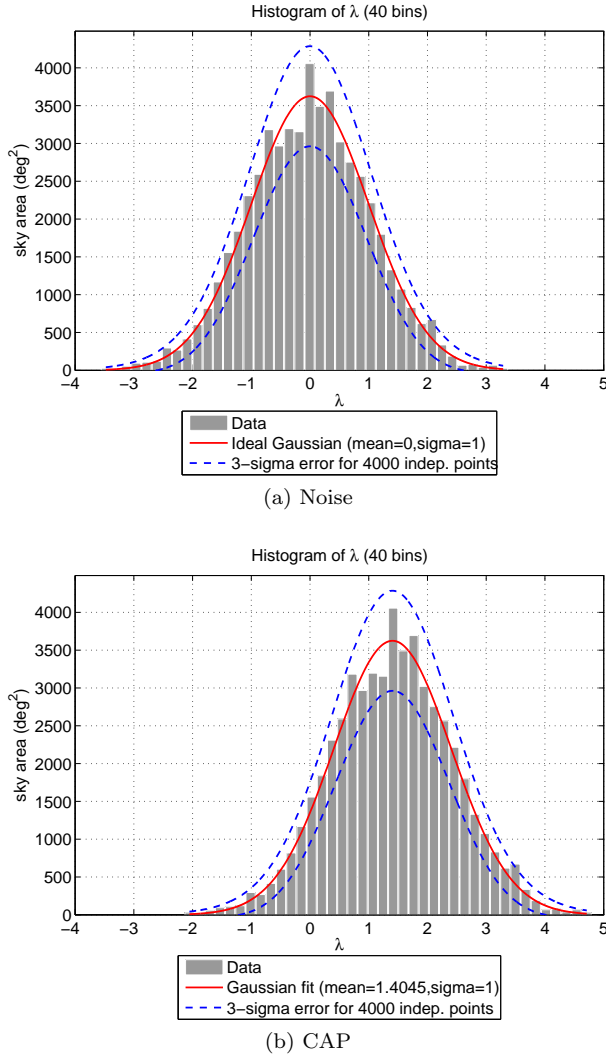 Histogram of λ (40 bins)
4000
3500
3000
2500
2000
1500
1000
500
0
sky area (deg²)
−4 −3 −2 −1 0 1 2 3 4 5
λ
Data
Ideal Gaussian (mean=0,sigma=1)
3−sigma error for 4000 indep. points
(a) Noise
Histogram of λ (40 bins)
4000
3500
3000
2500
2000
1500
1000
500
0
sky area (deg²)
−4 −3 −2 −1 0 1 2 3 4 5
λ
Data
Gaussian fit (mean=1.4045,sigma=1)
3−sigma error for 4000 indep. points
(b) CAP